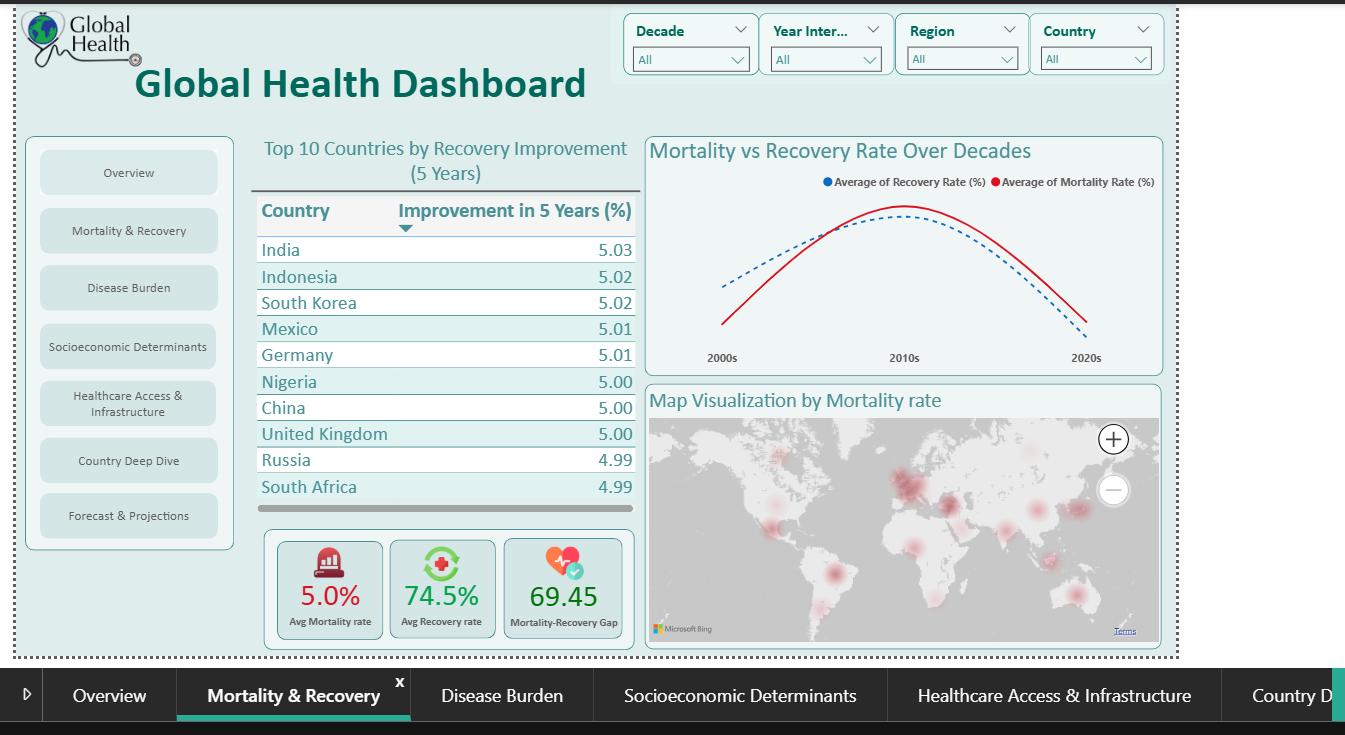 Global
Health
Global Health Dashboard
Decade
All
Year Inter...
All
Region
All
Country
All
Overview
Mortality & Recovery
Disease Burden
Socioeconomic Determinants
Healthcare Access &
Infrastructure
Country Deep Dive
Forecast & Projections
Top 10 Countries by Recovery Improvement
(5 Years)
Country Improvement in 5 Years (%)
India 5.03
Indonesia 5.02
South Korea 5.02
Mexico 5.01
Germany 5.01
Nigeria 5.00
China 5.00
United Kingdom 5.00
Russia 4.99
South Africa 4.99
5.0%
Avg Mortality rate
74.5%
Avg Recovery rate
69.45
Mortality-Recovery Gap
Mortality vs Recovery Rate Over Decades
Average of Recovery Rate (%) Average of Mortality Rate (%)
2000s 2010s 2020s
Map Visualization by Mortality rate
Microsoft Bing
Terms
Overview
Mortality & Recovery x
Disease Burden
Socioeconomic Determinants
Healthcare Access & Infrastructure
Country D